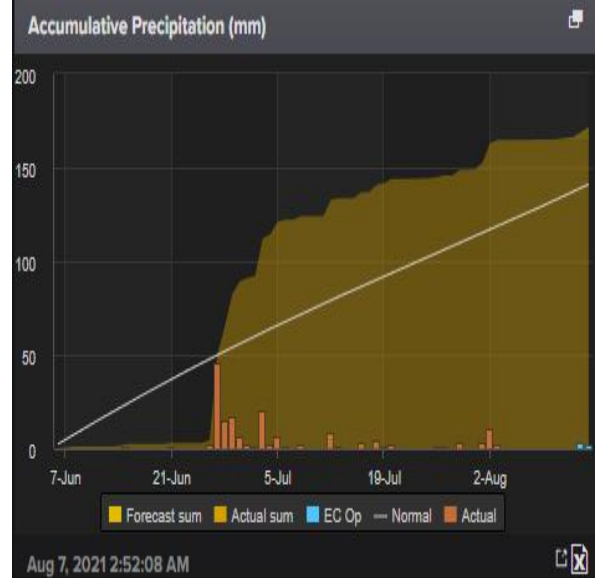 Accumulative Precipitation (mm)
200
150
100
50
0
7-Jun 21-Jun 5-Jul 19-Jul 2-Aug
Forecast sum Actual sum EC Op Normal Actual
Aug 7, 2021 2:52:08 AM
X